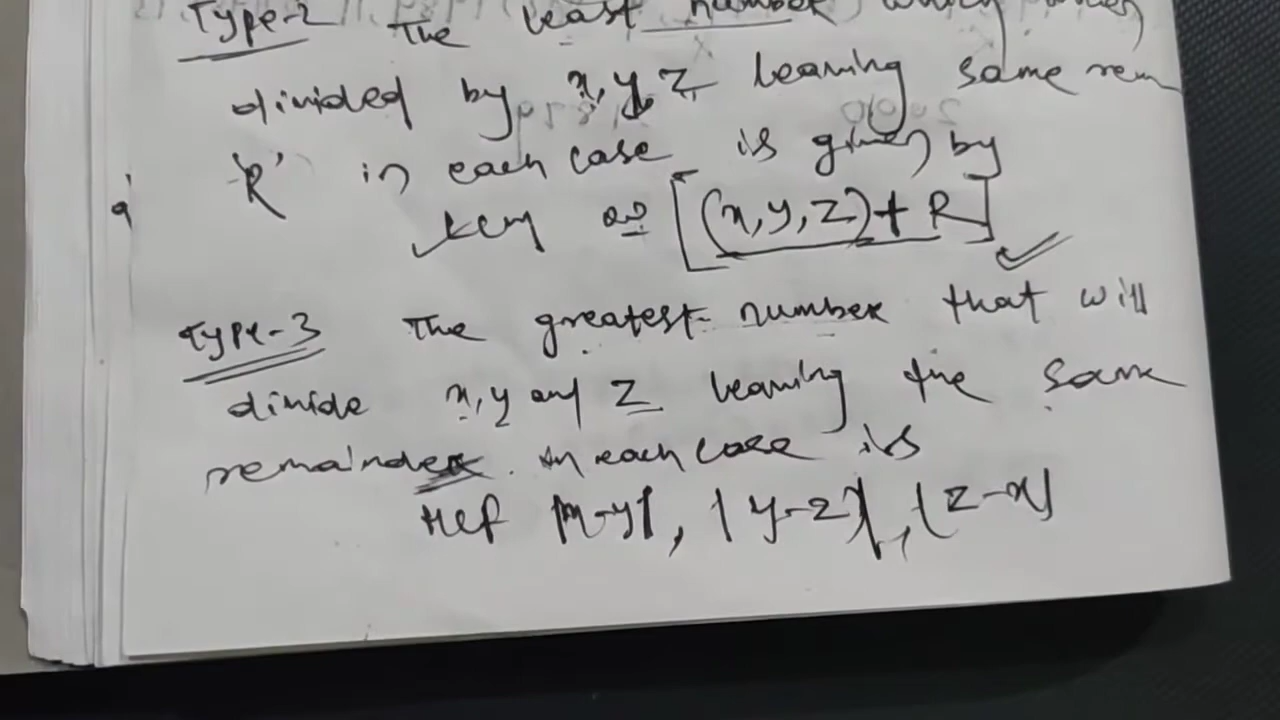 Type-2 The least number which when
divided by x, y, z leaving same rem
'R' in each case is given by
LCM of [(x, y, z) + R]
Type-3 The greatest number that will
divide x, y and z leaving the same
remainder in each case is
HCF |x-y|, |y-z|, |z-x|